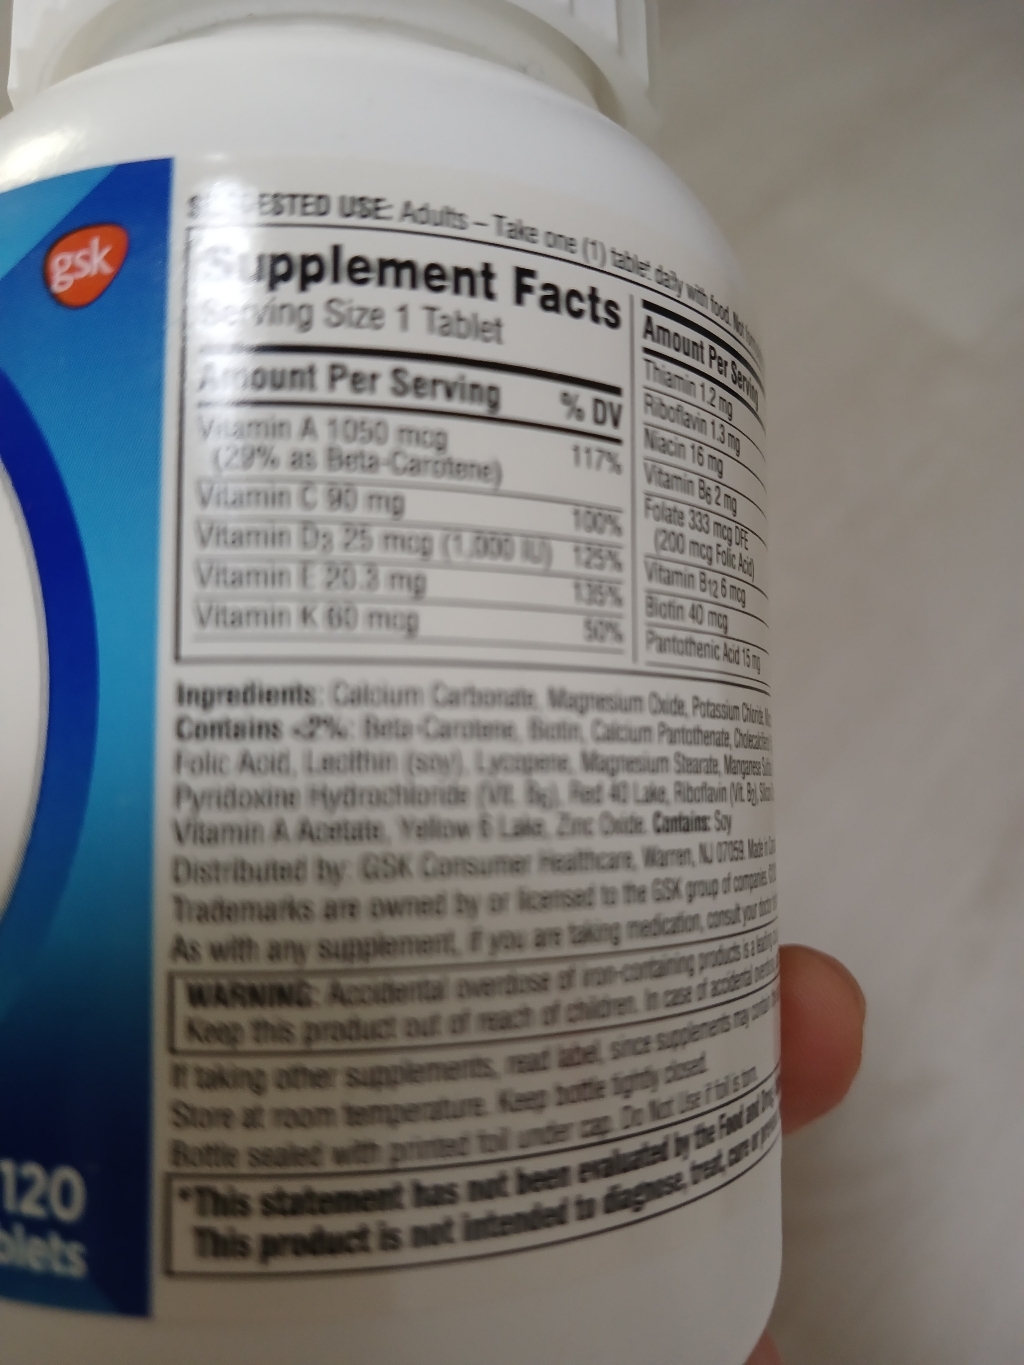 gsk
120
blets
ESTED USE: Adults – Take one (1) tablet daily with food. Not
Supplement Facts
Serving Size 1 Tablet
Amount Per Serving % DV
Vitamin A 1050 mcg
(29% as Beta-Carotene) 117%
Vitamin C 90 mg 100%
Vitamin D3 25 mcg (1,000 IU) 125%
Vitamin E 20.3 mg 135%
Vitamin K 60 mcg 50%
Amount Per Serving
Thiamin 1.2 mg
Riboflavin 1.3 mg
Niacin 16 mg
Vitamin B6 2 mg
Folate 333 mcg DFE
(200 mcg Folic Acid)
Vitamin B12 6 mcg
Biotin 40 mcg
Pantothenic Acid 15 mg
Ingredients: Calcium Carbonate, Magnesium Oxide, Potassium Chloride,
Contains <2%: Beta-Carotene, Biotin, Calcium Pantothenate,
Folic Acid, Lecithin (soy), Lycopene, Magnesium Stearate, Manganese
Pyridoxine Hydrochloride (Vit. B6), Red 40 Lake, Riboflavin (Vit. B2),
Vitamin A Acetate, Yellow 6 Lake, Zinc Oxide. Contains: Soy
Distributed by: GSK Consumer Healthcare, Warren, NJ 07059. Made in
Trademarks are owned by or licensed to the GSK group of companies.
As with any supplement, if you are taking medication, consult your doctor
WARNING: Accidental overdose of iron-containing products is a leading
Keep this product out of reach of children. In case of accidental
If taking other supplements, read label, since supplements may contain
Store at room temperature. Keep bottle tightly closed.
Bottle sealed with printed foil under cap. Do Not Use if foil is torn.
*This statement has not been evaluated by the Food and Drug
This product is not intended to diagnose, treat, cure or